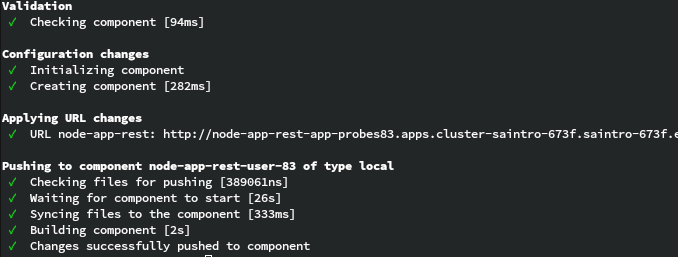 Validation
✓ Checking component [94ms]
Configuration changes
✓ Initializing component
✓ Creating component [282ms]
Applying URL changes
✓ URL node-app-rest: http://node-app-rest-app-probes83.apps.cluster-saintro-673f.saintro-673f.e
Pushing to component node-app-rest-user-83 of type local
✓ Checking files for pushing [389061ns]
✓ Waiting for component to start [26s]
✓ Syncing files to the component [333ms]
✓ Building component [2s]
✓ Changes successfully pushed to component